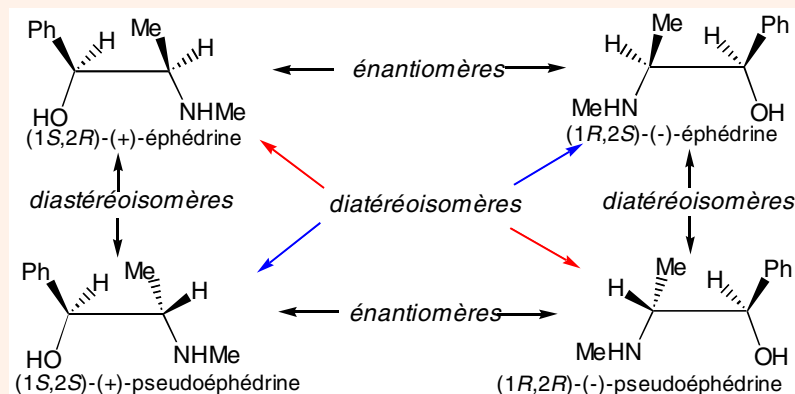 Ph H Me H
HO NHMe
(1S,2R)-(+)-éphédrine
énantiomères
Me H H Ph
MeHN OH
(1R,2S)-(-)-éphédrine
diastéréoisomères
diatéréoisomères
diatéréoisomères
Ph H Me H
HO NHMe
(1S,2S)-(+)-pseudoéphédrine
énantiomères
H Me H Ph
MeHN OH
(1R,2R)-(-)-pseudoéphédrine